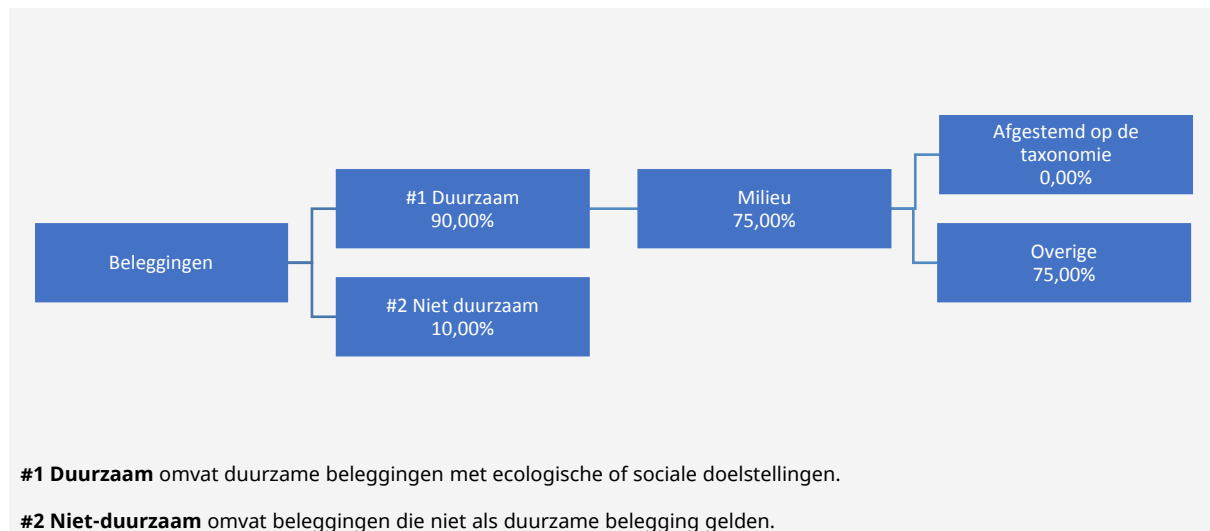 Beleggingen
#1 Duurzaam
90,00%
#2 Niet duurzaam
10,00%
Milieu
75,00%
Afgestemd op de
taxonomie
0,00%
Overige
75,00%
#1 Duurzaam omvat duurzame beleggingen met ecologische of sociale doelstellingen.
#2 Niet-duurzaam omvat beleggingen die niet als duurzame belegging gelden.